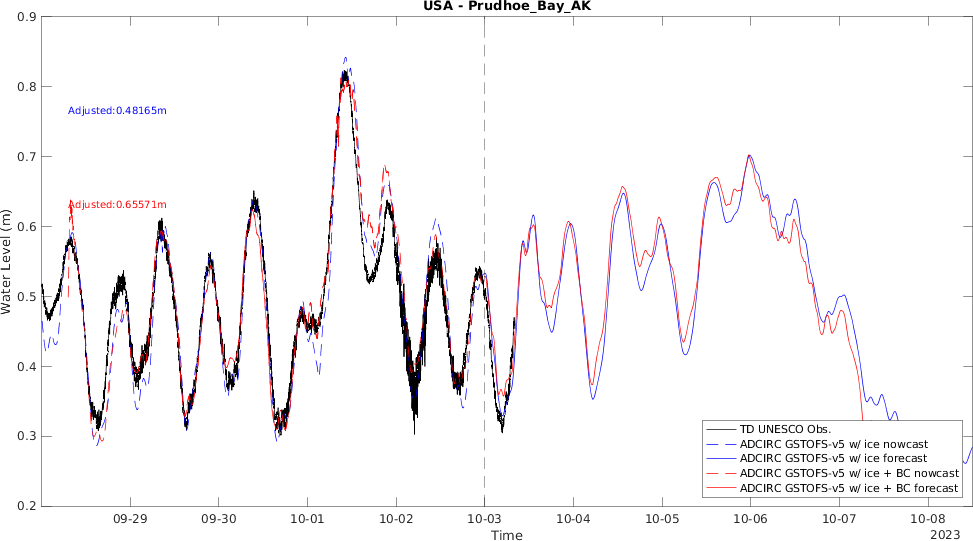 USA - Prudhoe_Bay_AK
0.9
0.8
0.7
0.6
0.5
0.4
0.3
0.2
Water Level (m)
Adjusted:0.48165m
Adjusted:0.65571m
TD UNESCO Obs.
ADCIRC GSTOFS-v5 w/ ice nowcast
ADCIRC GSTOFS-v5 w/ ice forecast
ADCIRC GSTOFS-v5 w/ ice + BC nowcast
ADCIRC GSTOFS-v5 w/ ice + BC forecast
09-29 09-30 10-01 10-02 10-03 10-04 10-05 10-06 10-07 10-08
Time
2023